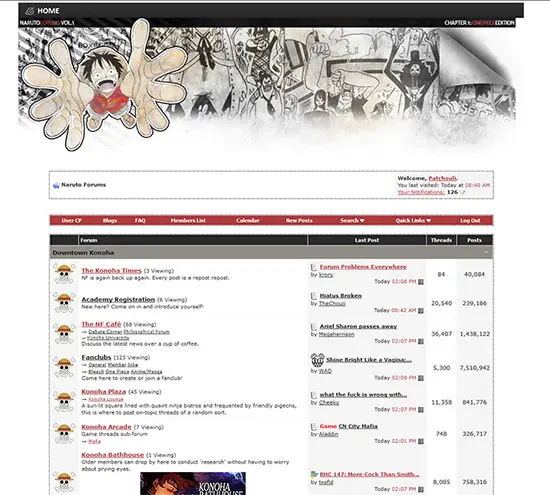 HOME
NARUTOFORUMS VOL.1 CHAPTER 1: ONEPIECE EDITION
Naruto Forums
Welcome, Patchouli.
You last visited: Today at 08:40 AM
Your Notifications: 126
User CP Blogs FAQ Members List Calendar New Posts Search Quick Links Log Out
Forum Last Post Threads Posts
Downtown Konoha
The Konoha Times (3 Viewing)
NF is back again up again. Every post is a repost repost.
Forum Problems Everywhere
by krory
Today 02:08 PM
84 40,084
Academy Registration (6 Viewing)
New here? Come on in and introduce yourself!
Hiatus Broken
by TheChouji
Today 08:42 AM
20,540 239,186
The NF Café (68 Viewing)
Debate Corner Philosophical Forum
Konoha University
Discuss the latest news over a cup of coffee.
Ariel Sharon passes away
by Megaharrison
Today 02:07 PM
36,407 1,438,122
Fanclubs (123 Viewing)
General Member Joke
Bleach One Piece Anime/Manga
Come here to create or join a fanclub!
Shine Bright Like a Vagina:...
by WAD
Today 02:09 PM
5,300 7,510,942
Konoha Plaza (45 Viewing)
Konoha Lounge
A sun-lit square lined with quaint ninja bistros and frequented by friendly pigeons,
this is where to post on-topic threads of a random sort.
what the fuck is wrong with...
by Cheeky
Today 02:07 PM
11,358 841,776
Konoha Arcade (7 Viewing)
Game threads sub-forum
Mafia
Game CN City Mafia
by Aladdin
Today 02:01 PM
748 326,717
Konoha Bathhouse (1 Viewing)
Older members can drop by here to conduct 'research' without having to worry
about prying eyes.
KONOHA
BATHHOUSE
BHC 147: More Cock Than Smith...
by
8,085 758,316